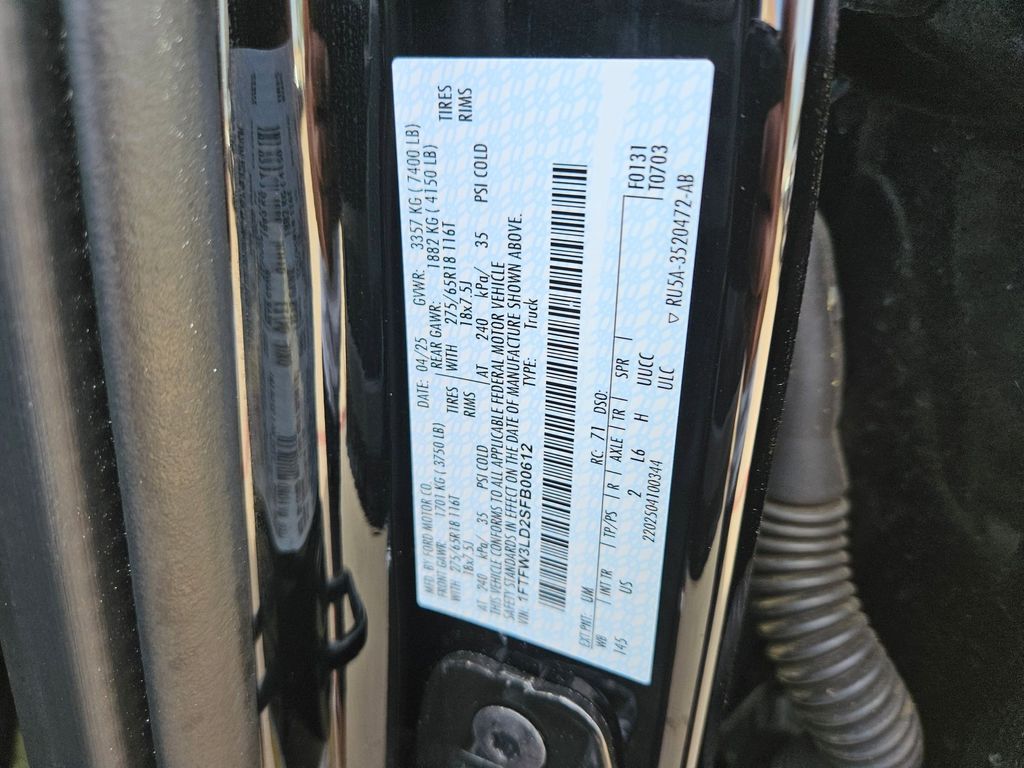 MFD. BY FORD MOTOR CO. DATE: 04/25 GVWR: 3357 KG ( 7400 LB)
FRONT GAWR: 1701 KG ( 3750 LB) REAR GAWR: 1882 KG ( 4150 LB)
WITH 275/65R18 116T TIRES WITH 275/65R18 116T TIRES
18x7.5J RIMS 18x7.5J RIMS
AT 240 kPa/ 35 PSI COLD AT 240 kPa/ 35 PSI COLD
THIS VEHICLE CONFORMS TO ALL APPLICABLE FEDERAL MOTOR VEHICLE
SAFETY STANDARDS IN EFFECT ON THE DATE OF MANUFACTURE SHOWN ABOVE.
VIN: 1FTFW3LD2SFB00612 TYPE: Truck
EXT PNT: UM RC: 71 DSO: F0131
WB INT TR TP/PS R AXLE TR SPR T0703
145 US 2 L6 H UUCC
2202504100344 ULC
▽ RU5A-3520472-AB